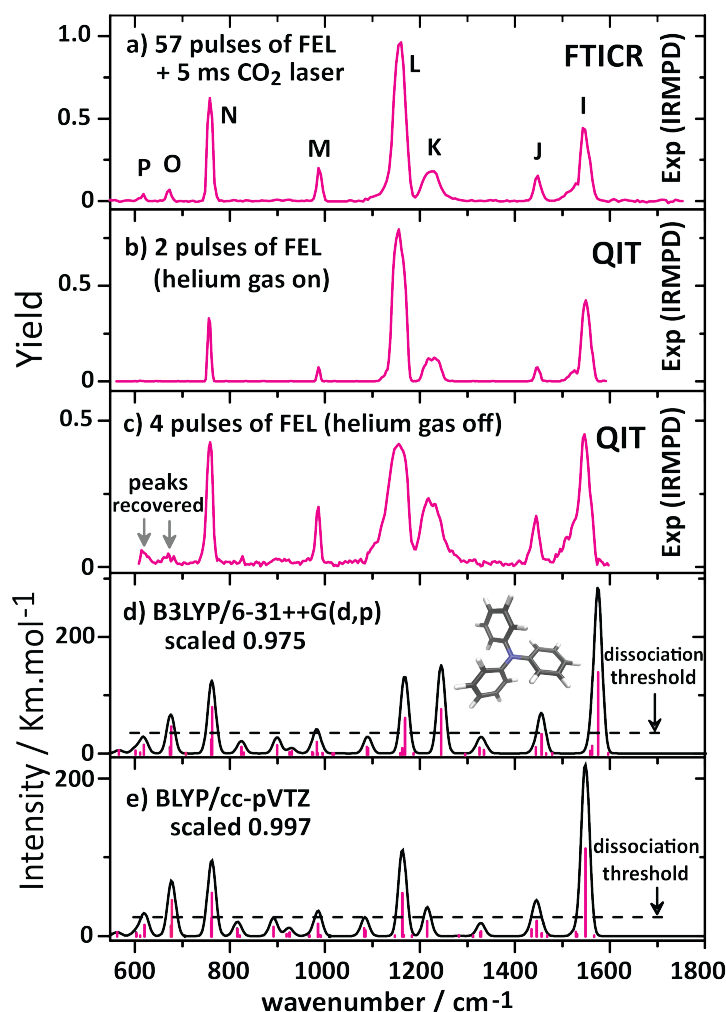 a) 57 pulses of FEL
+ 5 ms CO2 laser
FTICR
Exp (IRMPD)
1.0
0.5
0
P
O
N
M
L
K
J
I
b) 2 pulses of FEL
(helium gas on)
QIT
Exp (IRMPD)
0.5
0
Yield
c) 4 pulses of FEL (helium gas off)
QIT
Exp (IRMPD)
0.5
0
peaks
recovered
d) B3LYP/6-31++G(d,p)
scaled 0.975
dissociation
threshold
200
0
Intensity / Km.mol-1
e) BLYP/cc-pVTZ
scaled 0.997
dissociation
threshold
200
0
600
800
1000
1200
1400
1600
1800
wavenumber / cm-1
N